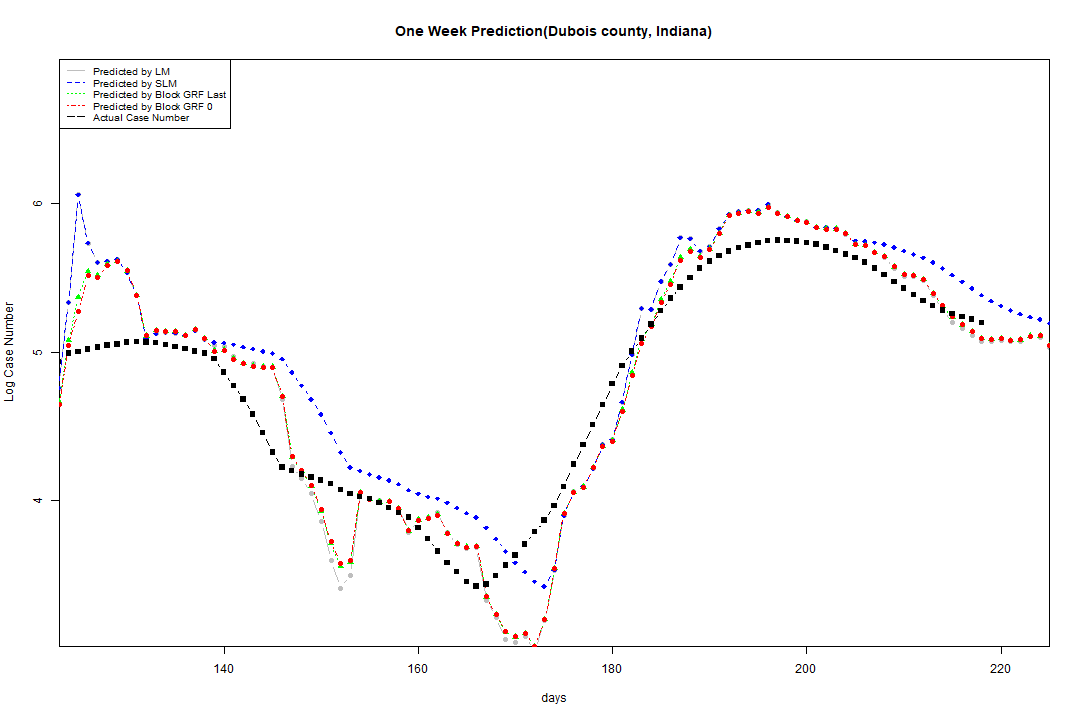 One Week Prediction(Dubois county, Indiana)
Predicted by LM
Predicted by SLM
Predicted by Block GRF Last
Predicted by Block GRF 0
Actual Case Number
6
5
4
Log Case Number
140 160 180 200 220
days